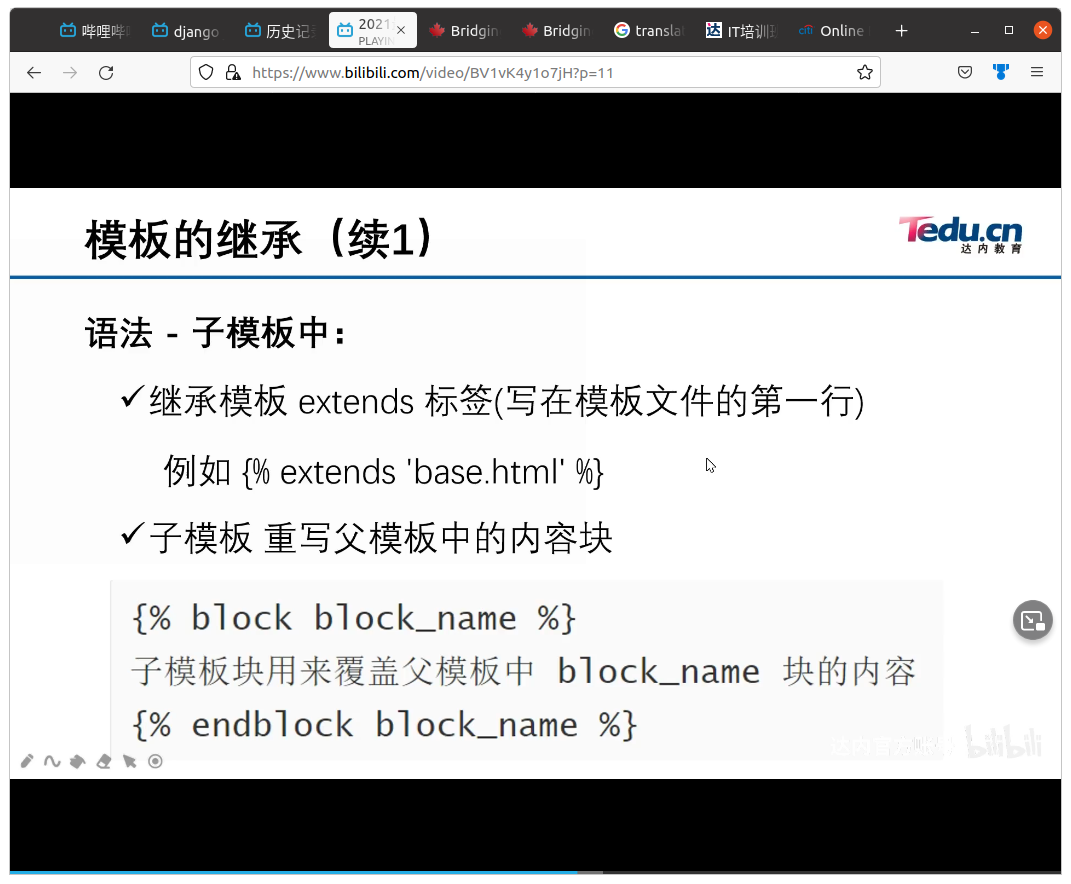 哔哩哔
django
历史记
2021
PLAYIN
Bridgin
Bridgin
transla
IT培训
citi
Online
https://www.bilibili.com/video/BV1vK4y1o7jH?p=11
模板的继承（续1）
Tedu.cn
达内教育
语法 - 子模板中：
✓继承模板 extends 标签(写在模板文件的第一行)
例如 {% extends 'base.html' %}
✓子模板 重写父模板中的内容块
{% block block_name %}
子模板块用来覆盖父模板中 block_name 块的内容
{% endblock block_name %}
bilibili